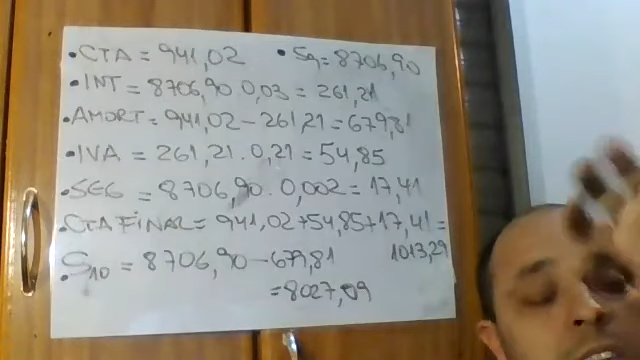 • CTA = 941,02 • S9 = 8706,90
• INT = 8706,90 . 0,03 = 261,21
• AMORT = 941,02 - 261,21 = 679,81
• IVA = 261,21 . 0,21 = 54,85
• SEG = 8706,90 . 0,002 = 17,41
• CTA FINAL = 941,02 + 54,85 + 17,41 =
1013,29
• S10 = 8706,90 - 679,81
= 8027,09